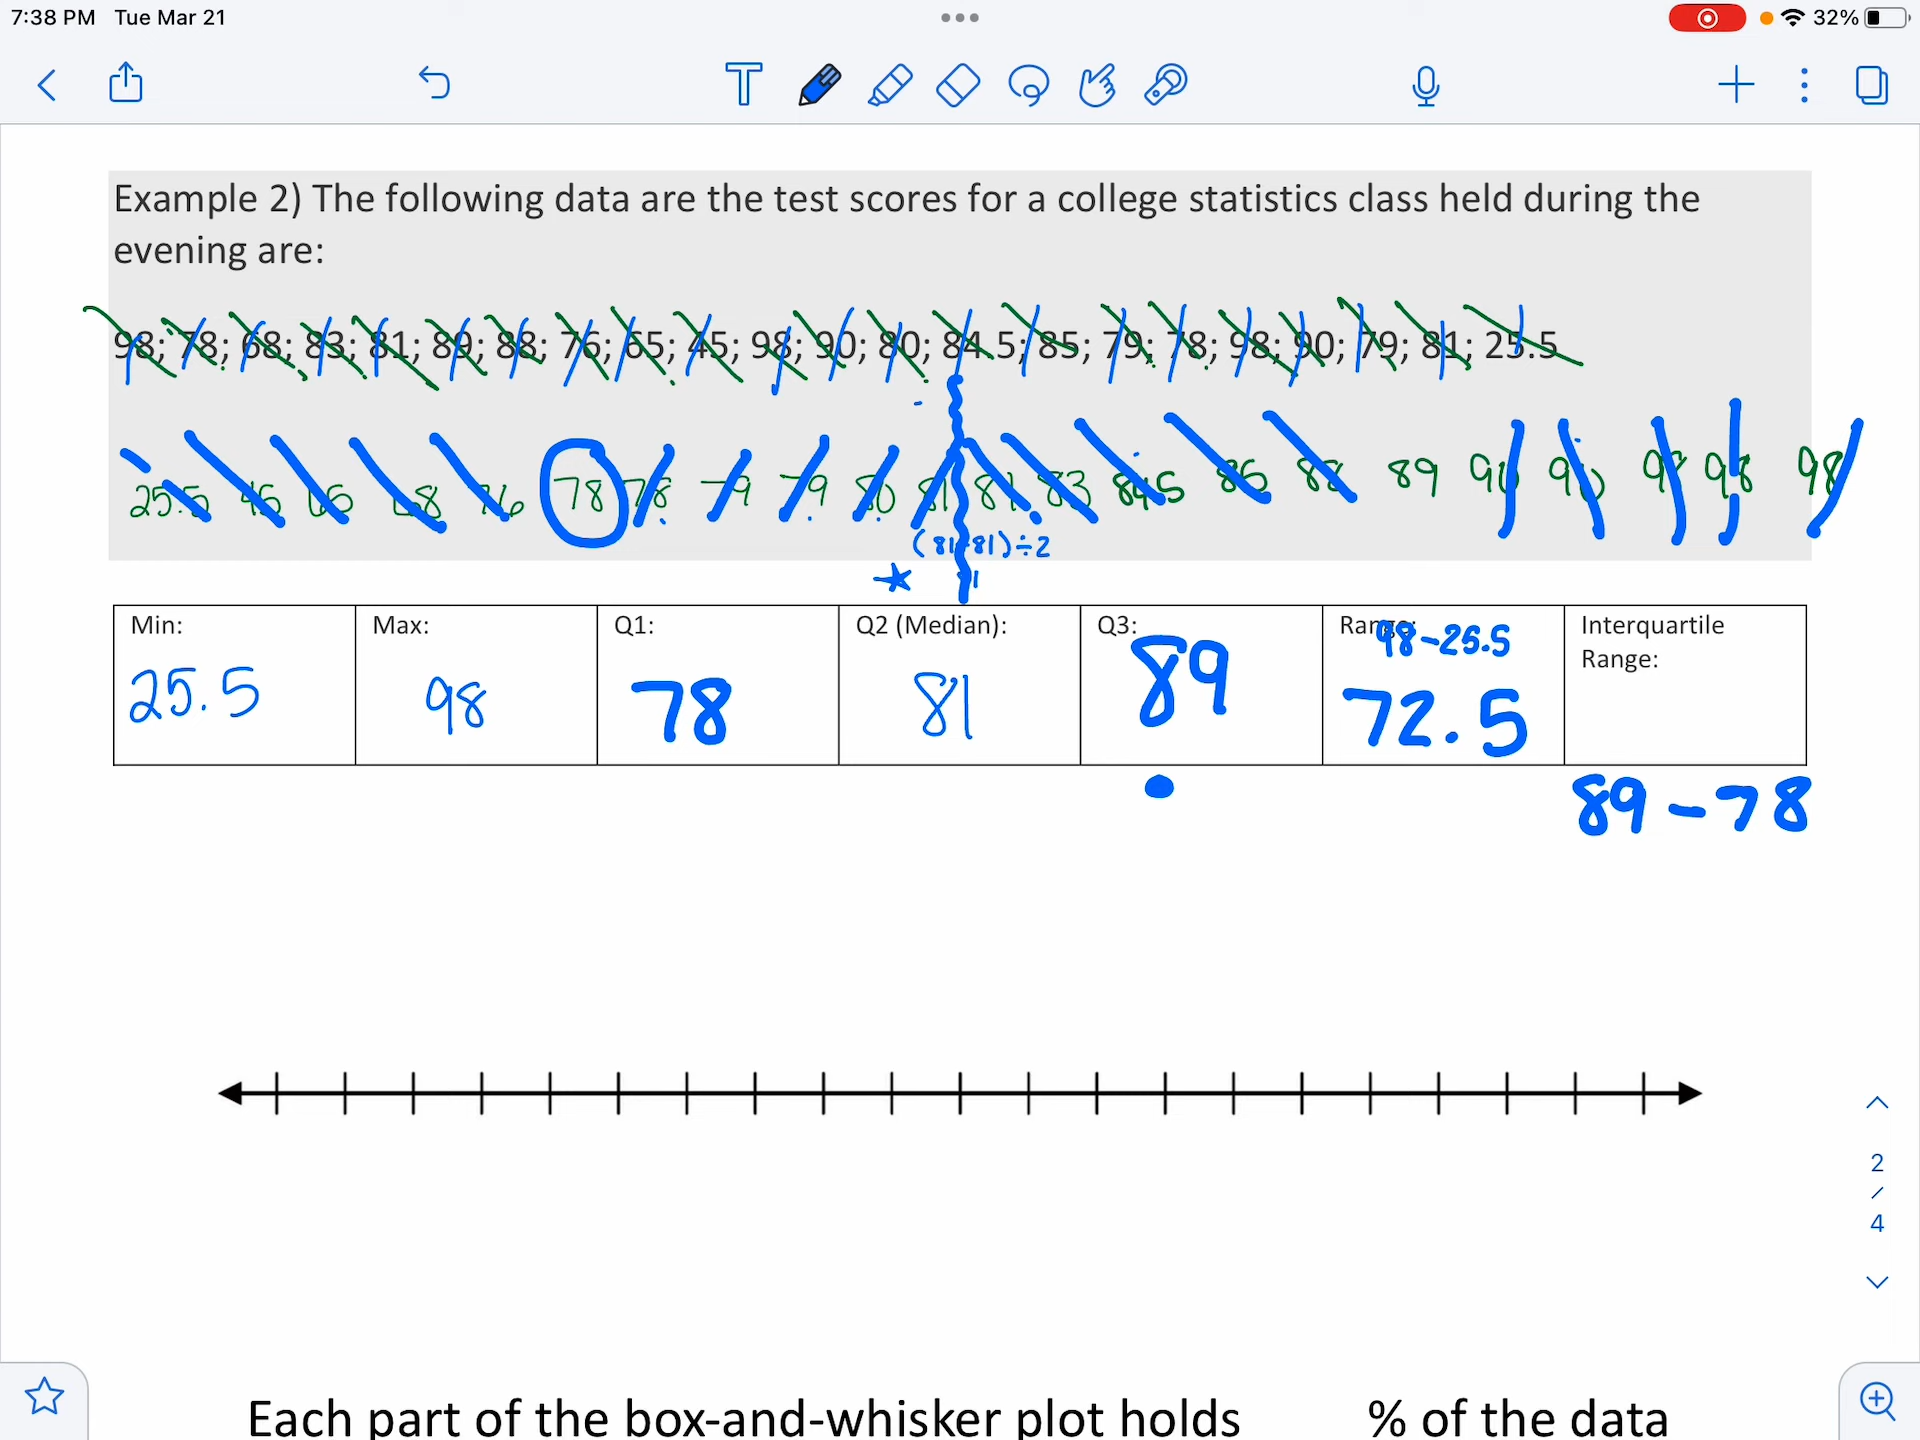 7:38 PM Tue Mar 21
32%
Example 2) The following data are the test scores for a college statistics class held during the
evening are:
98; 78; 68; 83; 81; 89; 88; 76; 65; 45; 98; 90; 80; 84.5; 85; 79; 78; 98; 90; 79; 81; 25.5
25.5 45 65 68 76 78 78 79 79 80 81 81 83 84.5 85 88 89 90 90 98 98 98
(81+81)÷2
Min: Max: Q1: Q2 (Median): Q3: Range: Interquartile
Range:
98-25.5
25.5 98 78 81 89 72.5
89-78
2
/
4
Each part of the box-and-whisker plot holds % of the data